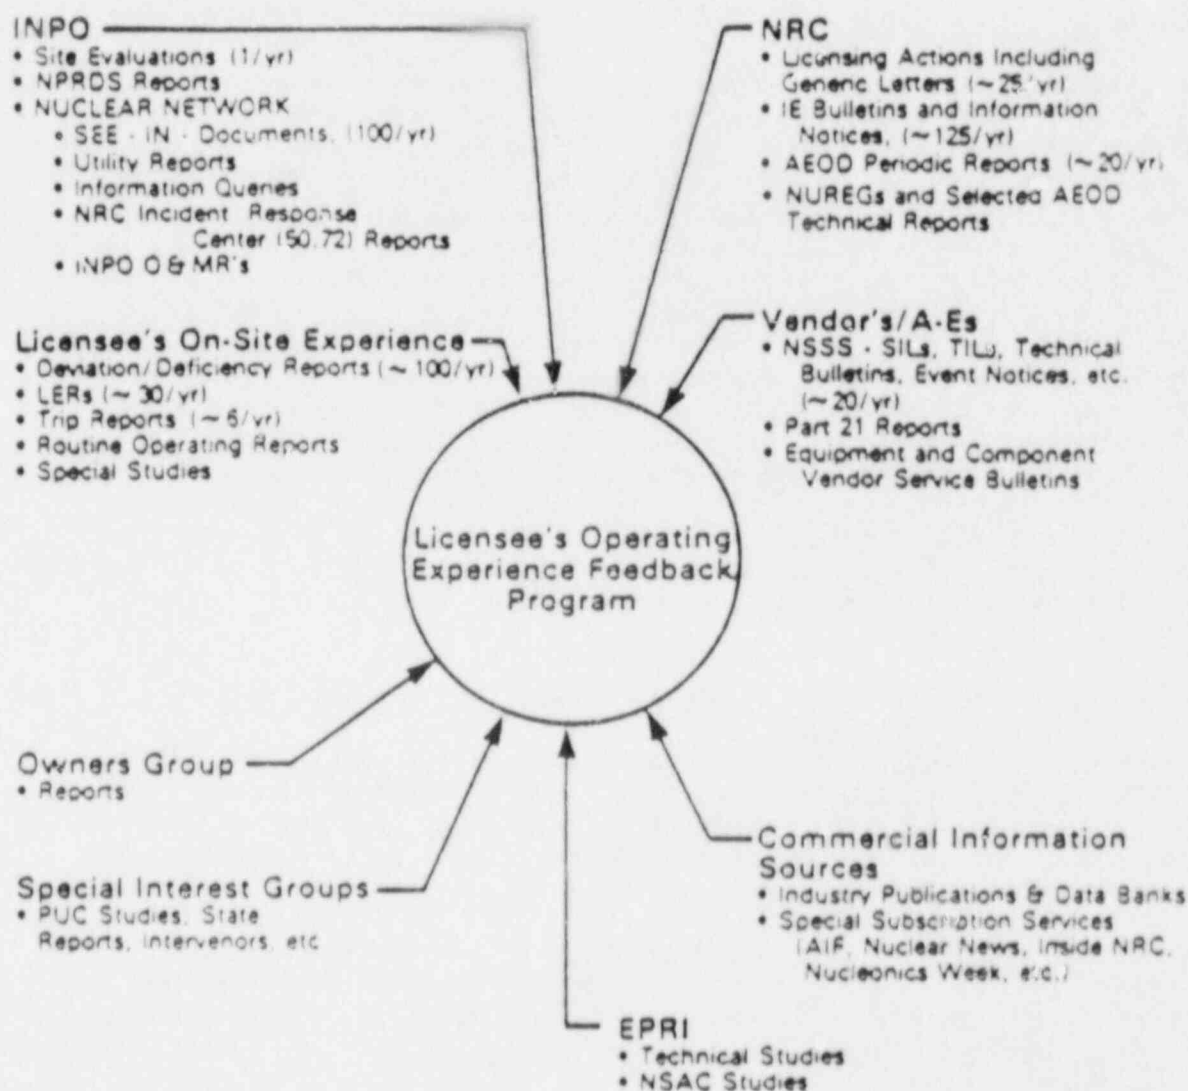 INPO
• Site Evaluations (1/yr)
• NPRDS Reports
• NUCLEAR NETWORK
• SEE - IN - Documents, (100/yr)
• Utility Reports
• Information Queries
• NRC Incident Response
Center (50.72) Reports
• INPO O & MR's
NRC
• Licensing Actions Including
Generic Letters (~25/yr)
• IE Bulletins and Information
Notices, (~125/yr)
• AEOD Periodic Reports (~20/yr)
• NUREGs and Selected AEOD
Technical Reports
Licensee's On-Site Experience
• Deviation/Deficiency Reports (~100/yr)
• LERs (~30/yr)
• Trip Reports (~6/yr)
• Routine Operating Reports
• Special Studies
Vendor's/A-Es
• NSSS - SILs, TILs, Technical
Bulletins, Event Notices, etc.
(~20/yr)
• Part 21 Reports
• Equipment and Component
Vendor Service Bulletins
Licensee's Operating
Experience Feedback
Program
Owners Group
• Reports
Special Interest Groups
• PUC Studies, State
Reports, Intervenors, etc
Commercial Information
Sources
• Industry Publications & Data Banks
• Special Subscription Services
(AIF, Nuclear News, Inside NRC,
Nucleonics Week, etc.)
EPRI
• Technical Studies
• NSAC Studies